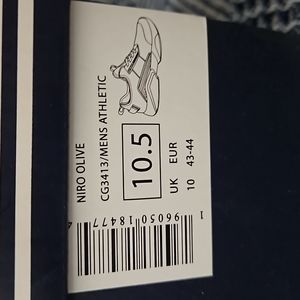 NIRO OLIVE
CG3413/MENS ATHLETIC
10.5
UK EUR
10 43-44
1 96050 18477 4